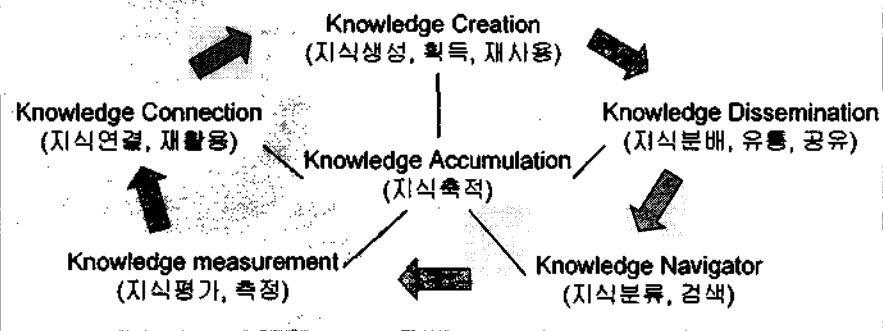 Knowledge Creation
(지식생성, 획득, 재사용)
Knowledge Connection
(지식연결, 재활용)
Knowledge Dissemination
(지식분배, 유통, 공유)
Knowledge Accumulation
(지식축적)
Knowledge measurement
(지식평가, 측정)
Knowledge Navigator
(지식분류, 검색)